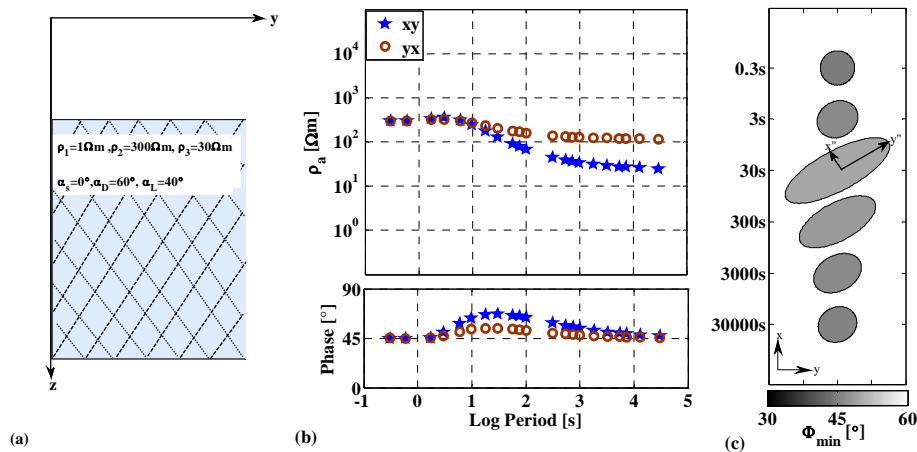 y
ρ1=1Ωm ,ρ2=300Ωm, ρ3=30Ωm
αs=0°,αD=60°, αL=40°
z
(a)
xy
yx
10^4
10^3
10^2
10^1
10^0
ρa [Ωm]
90
45
0
Phase [°]
-1 0 1 2 3 4 5
Log Period [s]
(b)
0.3s
3s
30s
300s
3000s
30000s
x'' y''
x
y
30 45 60
Φmin [°]
(c)